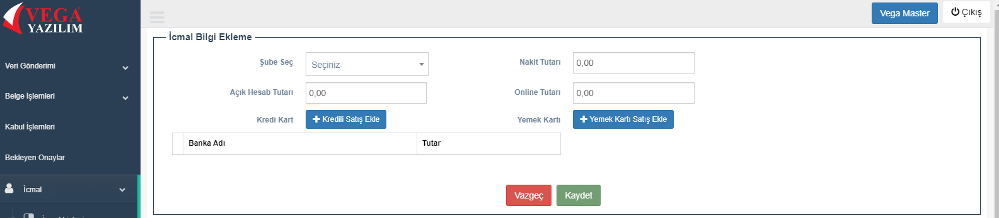 VEGA
YAZILIM
Vega Master
Çıkış
Veri Gönderimi
Belge İşlemleri
Kabul İşlemleri
Bekleyen Onaylar
İcmal
İcmal Bilgi Ekleme
Şube Seç
Seçiniz
Nakit Tutarı
0,00
Açık Hesab Tutarı
0,00
Online Tutarı
0,00
Kredi Kart
Kredili Satış Ekle
Yemek Kartı
Yemek Kartı Satış Ekle
Banka Adı
Tutar
Vazgeç
Kaydet